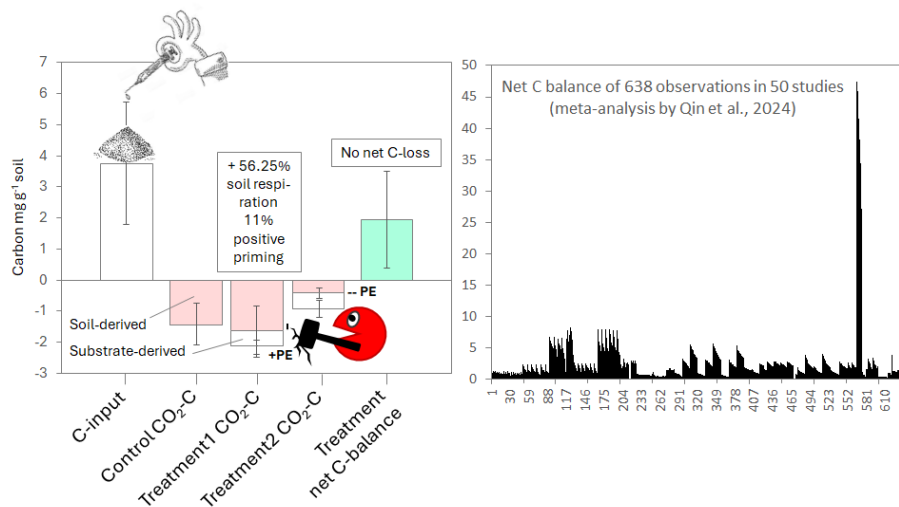 7
6
5
4
3
2
1
0
-1
-2
-3
Carbon mg g⁻¹ soil
+ 56.25%
soil respi-
ration
11%
positive
priming
No net C-loss
Soil-derived
Substrate-derived
+PE
-- PE
C-input
Control CO₂C
Treatment1 CO₂⁻C
Treatment2 CO₂⁻C
Treatment
net C-balance
Net C balance of 638 observations in 50 studies
(meta-analysis by Qin et al., 2024)
50
45
40
35
30
25
20
15
10
5
0
1
30
59
88
117
146
175
204
233
262
291
320
349
378
407
436
465
494
523
552
581
610